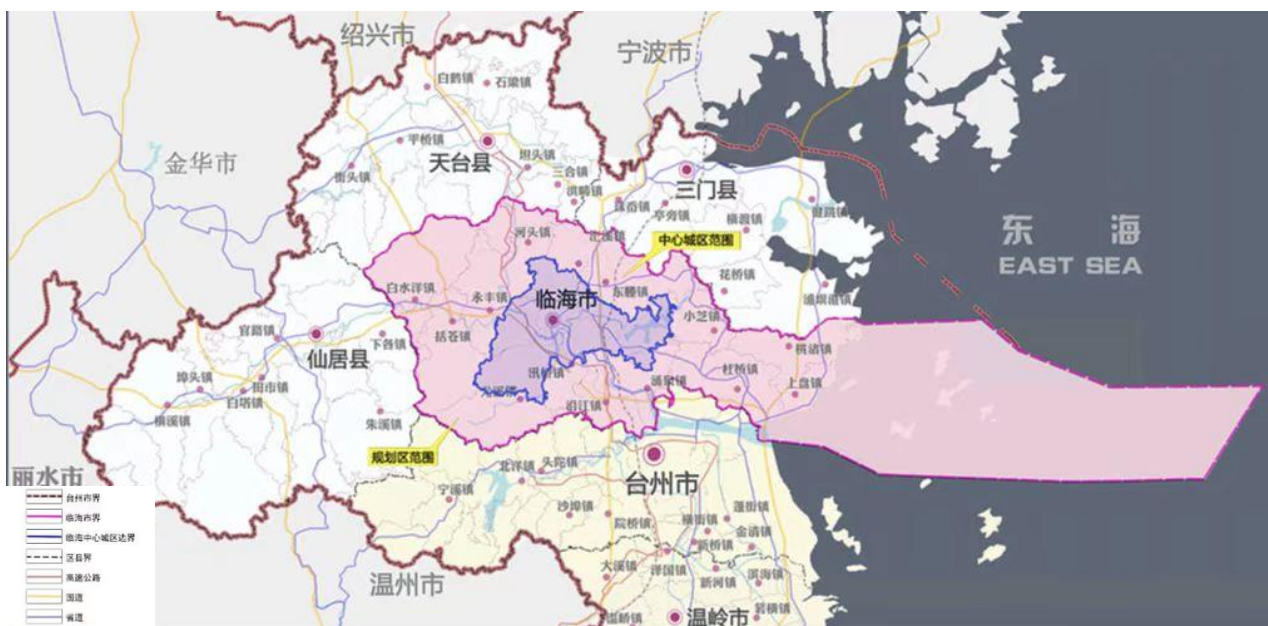 绍兴市
宁波市
白鹤镇
石梁镇
平桥镇
天台县
坦头镇
金华市
街头镇
三合镇
洪畴镇
三门县
珠岙镇
亭旁镇
横渡镇
健跳镇
河头镇
汇溪镇
中心城区范围
东 海
EAST SEA
白水洋镇
永丰镇
临海市
东塍镇
花桥镇
浦坝港镇
小芝镇
官路镇
仙居县
下各镇
括苍镇
桃渚镇
埠头镇
田市镇
白塔镇
汛桥镇
尤溪镇
涌泉镇
杜桥镇
上盘镇
横溪镇
朱溪镇
沿江镇
规划区范围
丽水市
北洋镇
头陀镇
台州市
宁溪镇
沙埠镇
院桥镇
横街镇
蓬街镇
金清镇
新桥镇
大溪镇
泽国镇
新河镇
滨海镇
温州市
温岭市
箬横镇
台州市界
临海市界
临海中心城区边界
区县界
高速公路
国道
省道